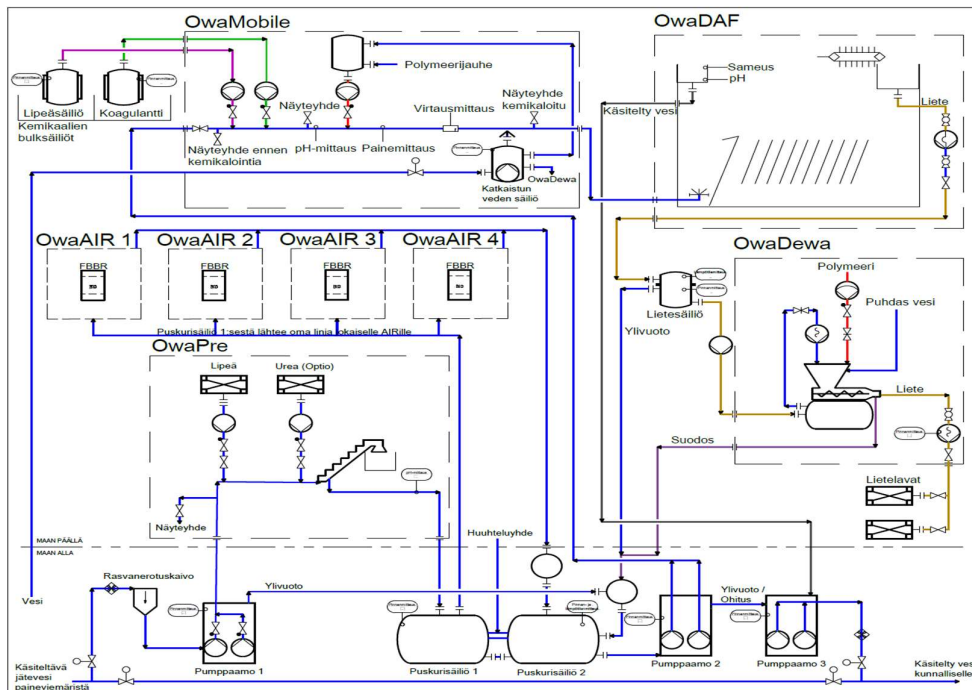 OwaMobile
OwaDAF
Polymeerijauhe
Sameus
pH
Lipeäsäiliö
Koagulantti
Kemikaalien
bulksäiliöt
Näyteyhde
Virtausmittaus
Näyteyhde
kemikaloitu
Käsitelty vesi
Liete
Näyteyhde ennen
kemikalointia
pH-mittaus
Painemittaus
OwaDewa
Katkaistun
veden säiliö
OwaAIR 1
OwaAIR 2
OwaAIR 3
OwaAIR 4
FBBR
FBBR
FBBR
FBBR
OwaDewa
Polymeeri
Puhdas vesi
Lietesäiliö
Ylivuoto
Puskurisäiliö 1:sestä lähtee oma linja jokaiselle AIRille
OwaPre
Lipeä
Urea (Optio)
Liete
Suodos
Lietelavat
Näyteyhde
Huuhteluyhde
MAAN PÄÄLLÄ
MAAN ALLA
Rasvanerotuskaivo
Ylivuoto
Vesi
Ylivuoto /
Ohitus
Käsiteltävä
jätevesi
paineviemäristä
Pumppaamo 1
Puskurisäiliö 1
Puskurisäiliö 2
Pumppaamo 2
Pumppaamo 3
Käsitelty ves
kunnalliselle